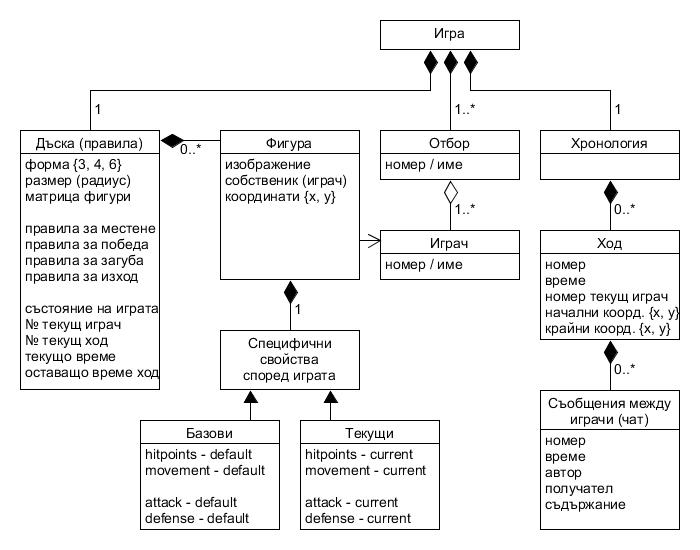 Игра
1
1..*
1
Дъска (правила)
форма {3, 4, 6}
размер (радиус)
матрица фигури
правила за местене
правила за победа
правила за загуба
правила за изход
състояние на играта
№ текущ играч
№ текущ ход
текущо време
оставащо време ход
0..*
Фигура
изображение
собственик (играч)
координати {x, y}
1
Отбор
номер / име
1..*
Играч
номер / име
Хронология
0..*
Ход
номер
време
номер текущ играч
начални коорд. {x, y}
крайни коорд. {x, y}
0..*
Специфични
свойства
според играта
Базови
hitpoints - default
movement - default
attack - default
defense - default
Текущи
hitpoints - current
movement - current
attack - current
defense - current
Съобщения между
играчи (чат)
номер
време
автор
получател
съдържание